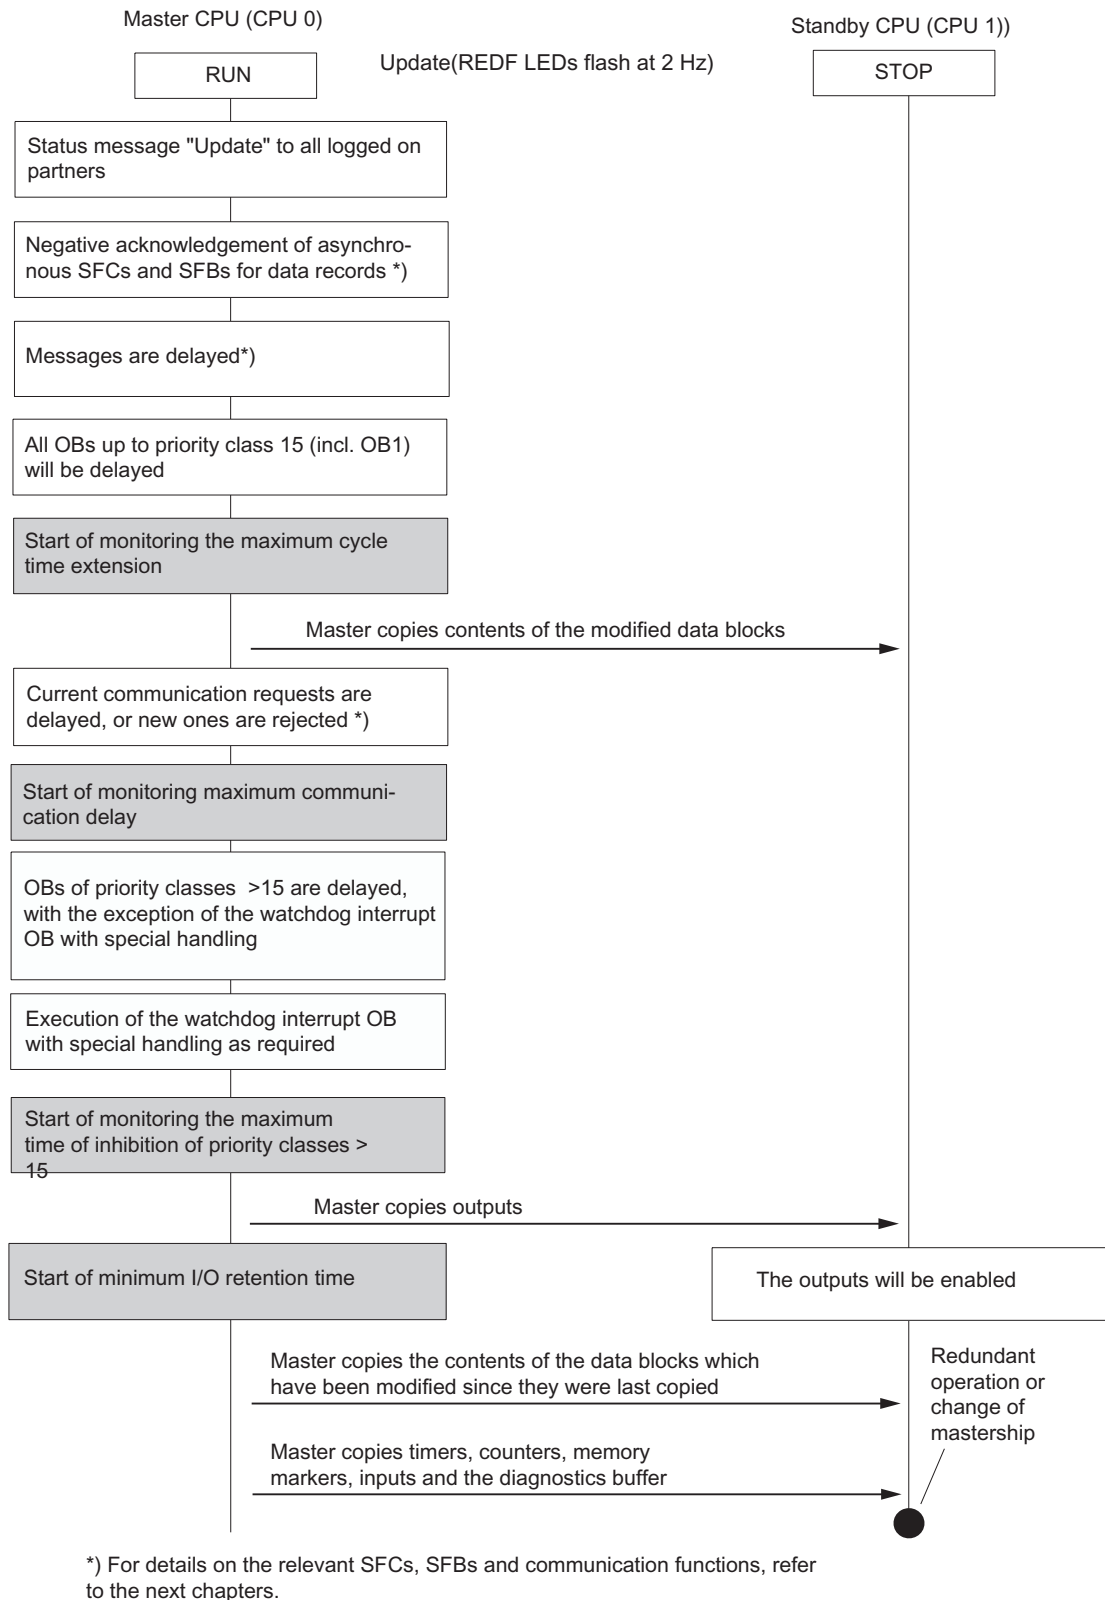 Master CPU (CPU 0)
Standby CPU (CPU 1))
Update(REDF LEDs flash at 2 Hz)
RUN
STOP
Status message "Update" to all logged on
partners
Negative acknowledgement of asynchro-
nous SFCs and SFBs for data records *)
Messages are delayed*)
All OBs up to priority class 15 (incl. OB1)
will be delayed
Start of monitoring the maximum cycle
time extension
Master copies contents of the modified data blocks
Current communication requests are
delayed, or new ones are rejected *)
Start of monitoring maximum communi-
cation delay
OBs of priority classes >15 are delayed,
with the exception of the watchdog interrupt
OB with special handling
Execution of the watchdog interrupt OB
with special handling as required
Start of monitoring the maximum
time of inhibition of priority classes >
15
Master copies outputs
Start of minimum I/O retention time
The outputs will be enabled
Master copies the contents of the data blocks which
have been modified since they were last copied
Redundant
operation or
change of
mastership
Master copies timers, counters, memory
markers, inputs and the diagnostics buffer
*) For details on the relevant SFCs, SFBs and communication functions, refer
to the next chapters.